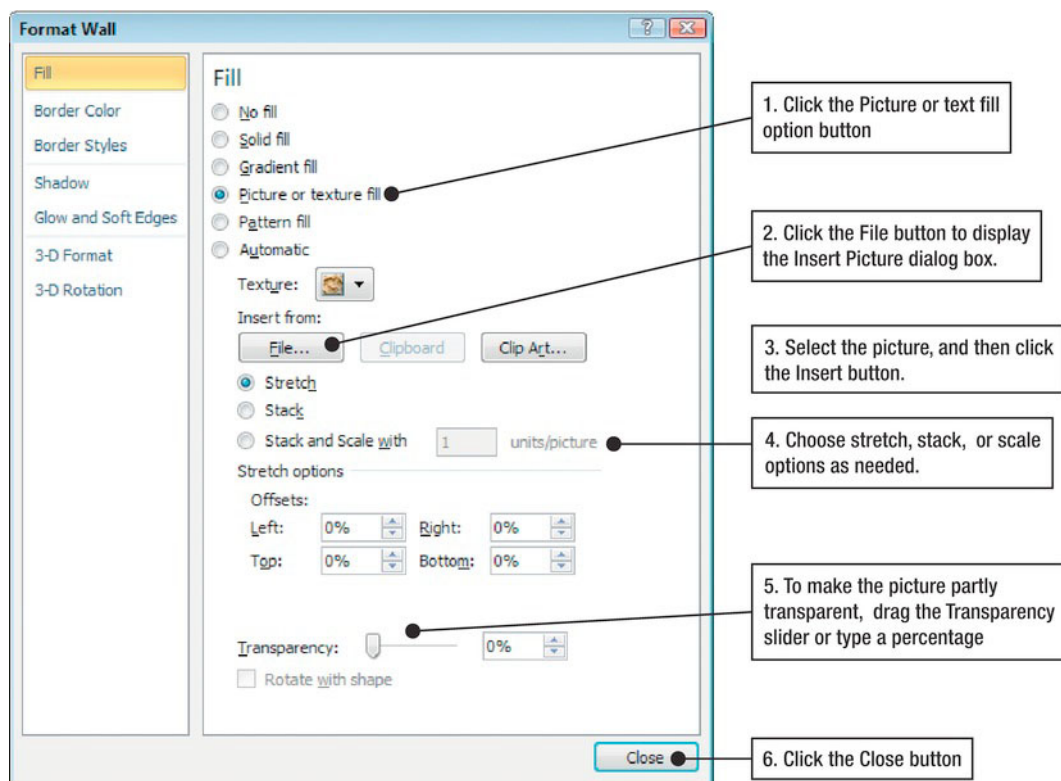 Format Wall
Fill
Border Color
Border Styles
Shadow
Glow and Soft Edges
3-D Format
3-D Rotation
Fill
No fill
Solid fill
Gradient fill
Picture or texture fill
Pattern fill
Automatic
Texture:
Insert from:
File... Clipboard Clip Art...
Stretch
Stack
Stack and Scale with 1 units/picture
Stretch options
Offsets:
Left: 0% Right: 0%
Top: 0% Bottom: 0%
Transparency: 0%
Rotate with shape
Close
1. Click the Picture or text fill
option button
2. Click the File button to display
the Insert Picture dialog box.
3. Select the picture, and then click
the Insert button.
4. Choose stretch, stack, or scale
options as needed.
5. To make the picture partly
transparent, drag the Transparency
slider or type a percentage
6. Click the Close button